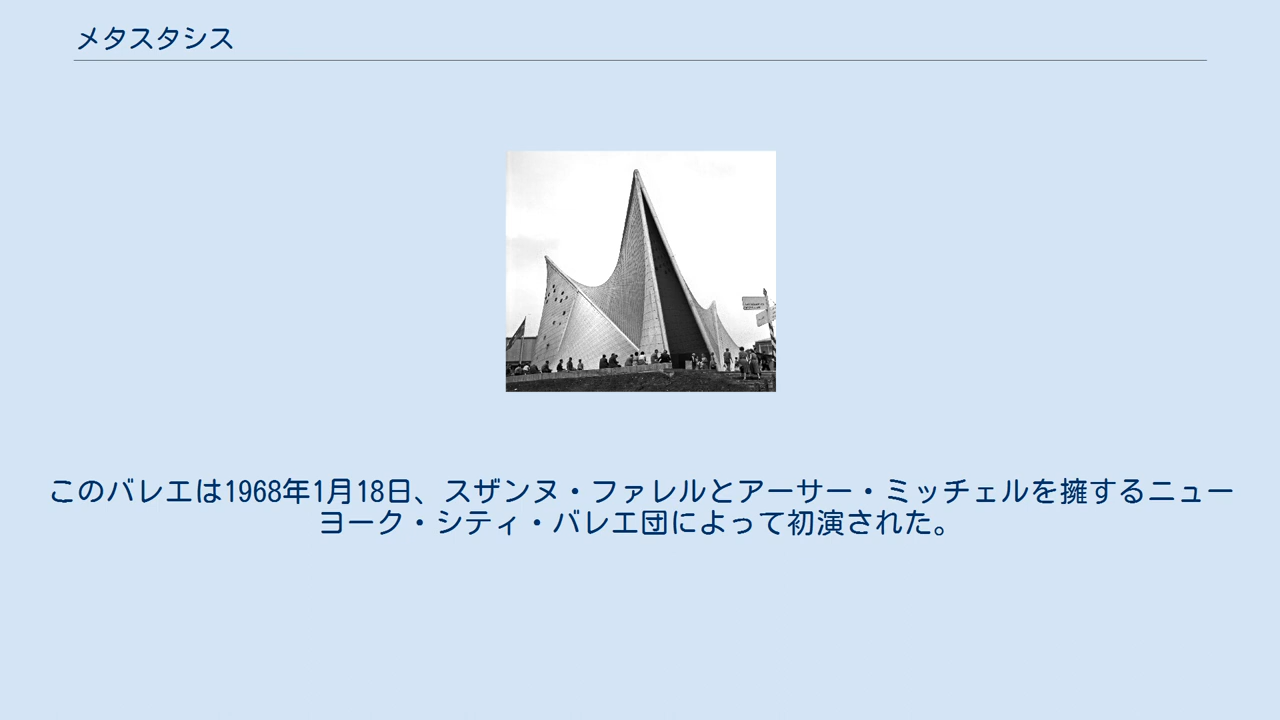 メタスタシス
このバレエは1968年1月18日、スザンヌ・ファレルとアーサー・ミッチェルを擁するニュー
ヨーク・シティ・バレエ団によって初演された。